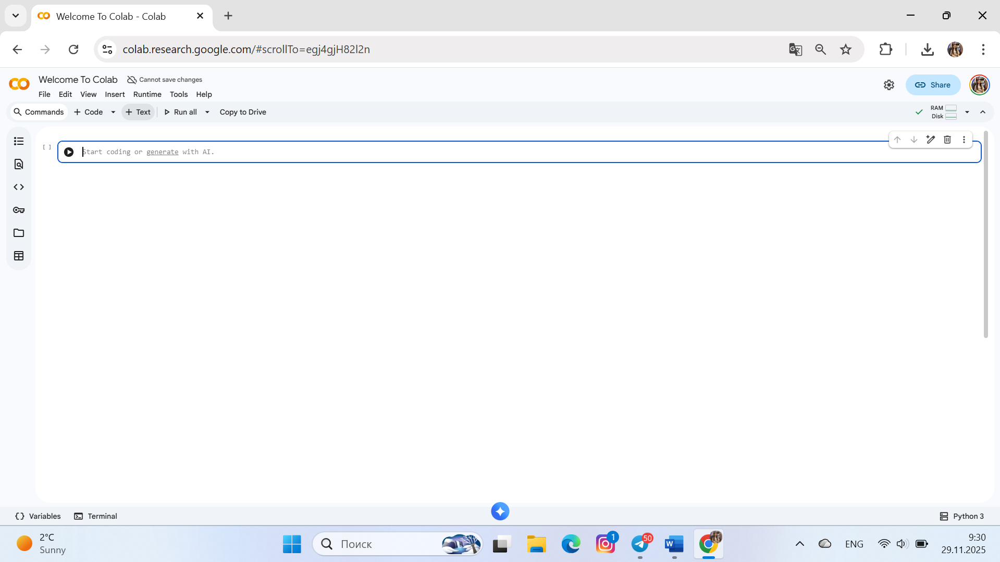 Welcome To Colab - Colab
colab.research.google.com/#scrollTo=egj4gjH82l2n
Welcome To Colab Cannot save changes
File Edit View Insert Runtime Tools Help
Share
Commands + Code + Text Run all Copy to Drive
RAM
Disk
[ ] Start coding or generate with AI.
Variables Terminal
Python 3
2°C
Sunny
Поиск
1
50
ENG
9:30
29.11.2025